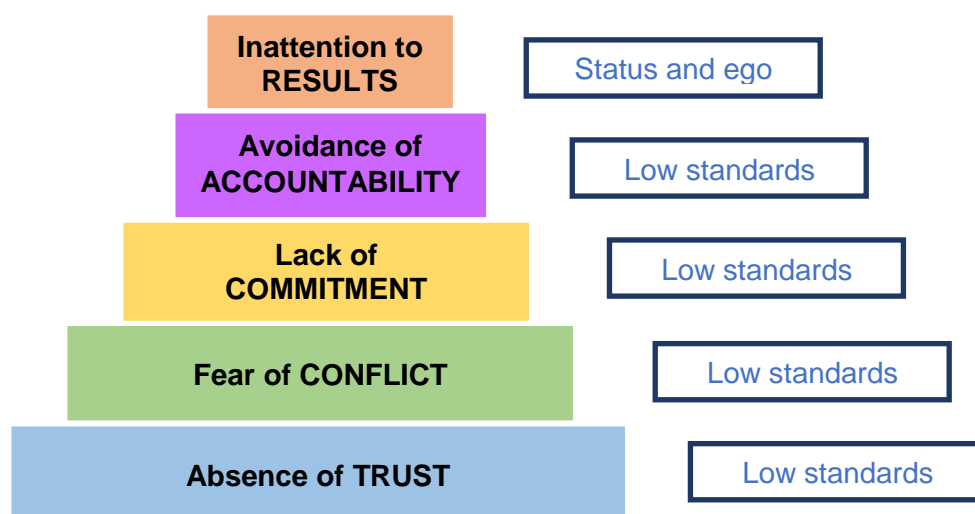 Inattention to
RESULTS
Status and ego
Avoidance of
ACCOUNTABILITY
Low standards
Lack of
COMMITMENT
Low standards
Fear of CONFLICT
Low standards
Absence of TRUST
Low standards